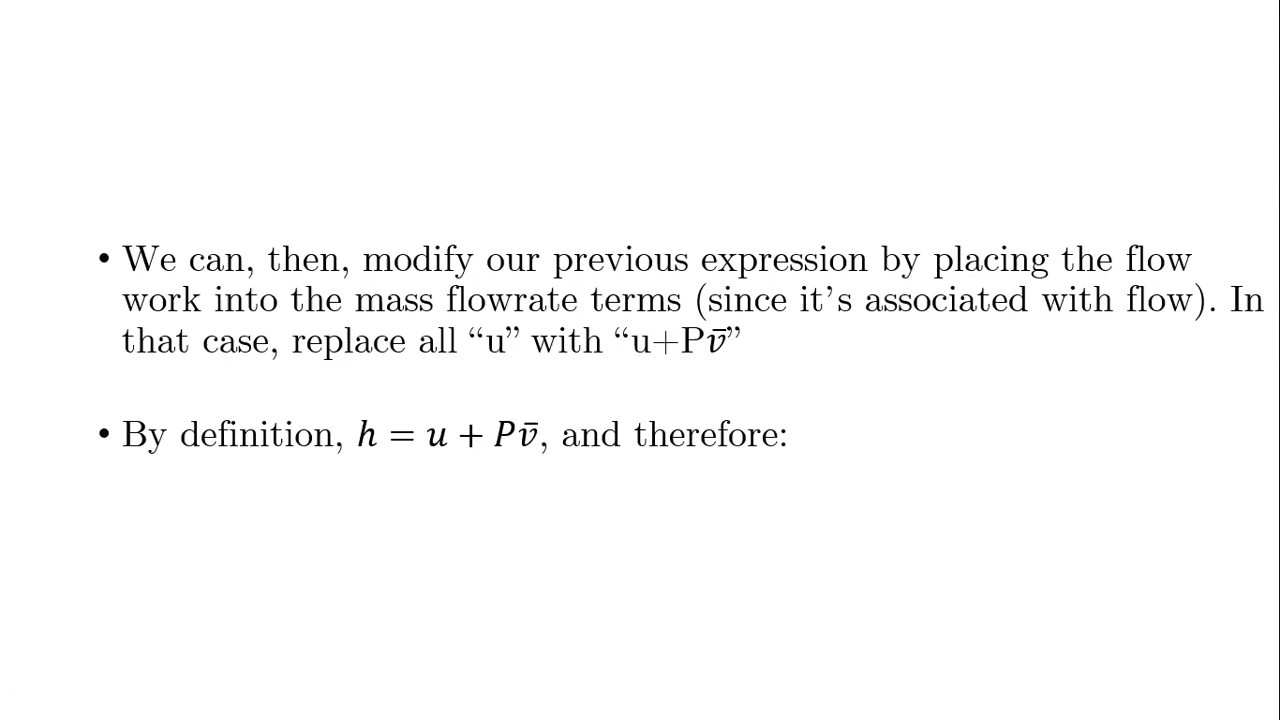 • We can, then, modify our previous expression by placing the flow
work into the mass flowrate terms (since it’s associated with flow). In
that case, replace all “u” with “u+Pv̄”
• By definition, h = u + Pv̄, and therefore: